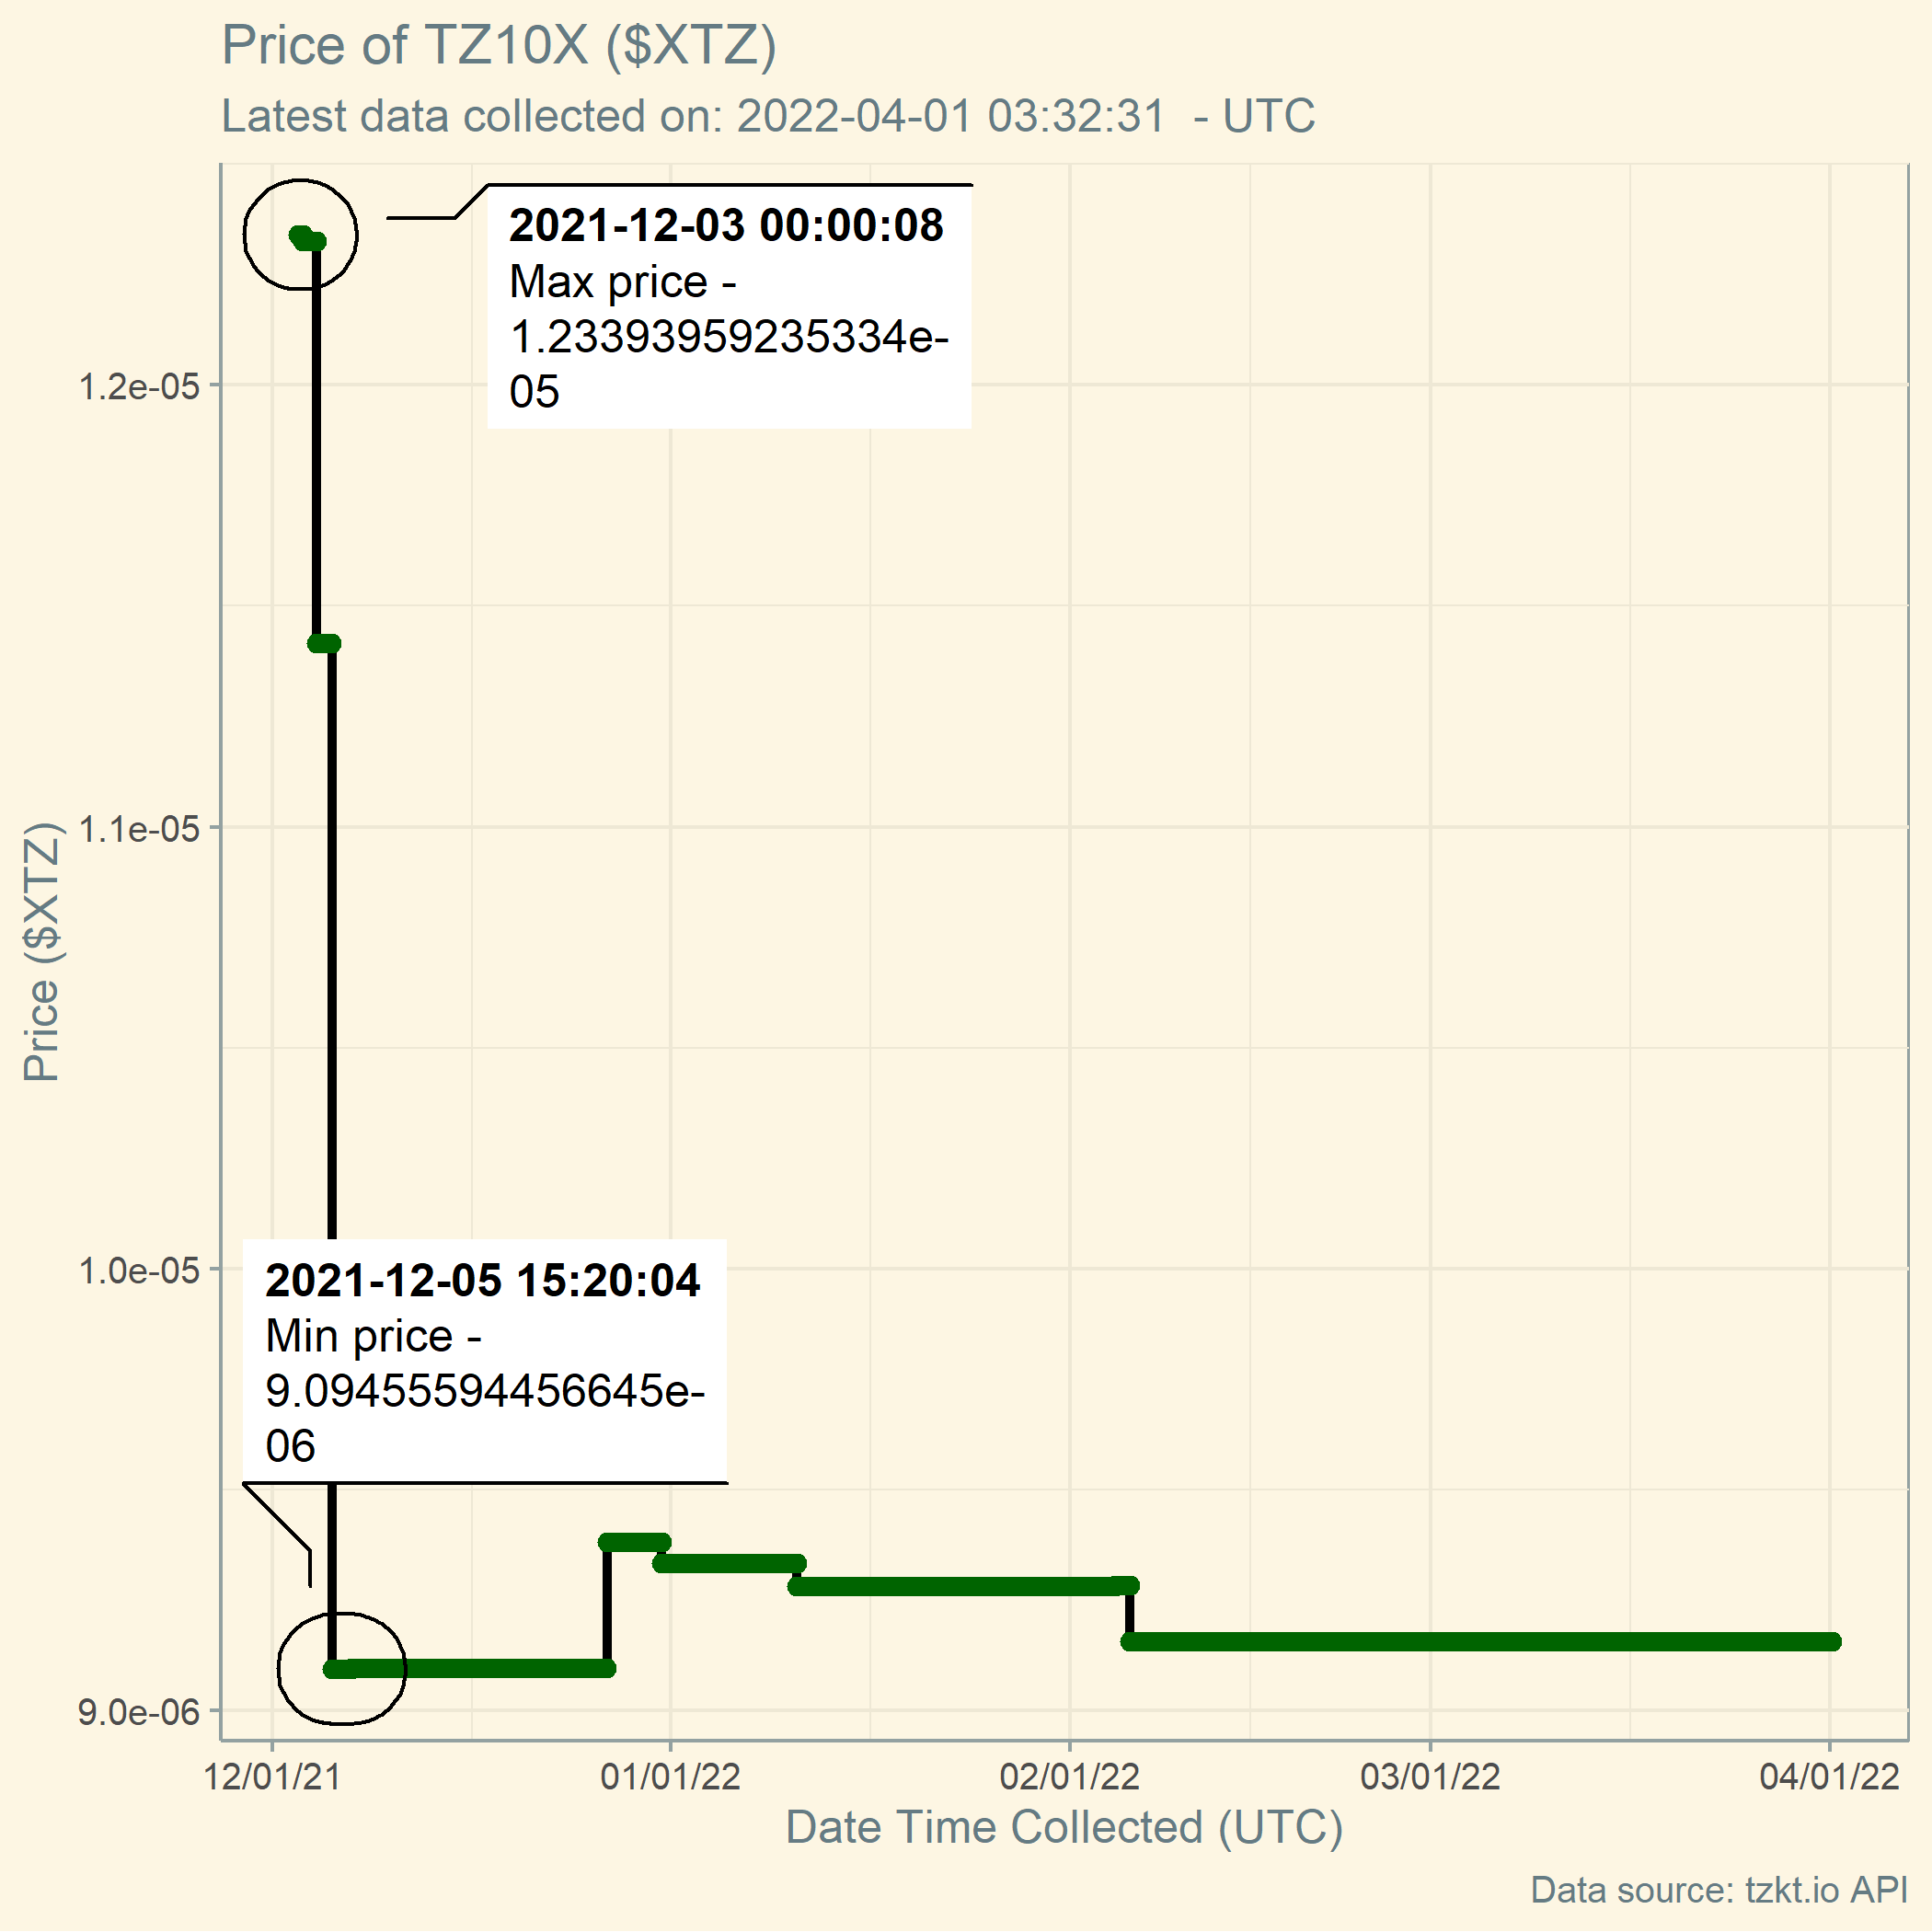 Price of TZ10X ($XTZ)
Latest data collected on: 2022-04-01 03:32:31  - UTC
2021-12-03 00:00:08
Max price -
1.23393959235334e-
05
1.2e-05
1.1e-05
Price ($XTZ)
1.0e-05
2021-12-05 15:20:04
Min price -
9.09455594456645e-
06
9.0e-06
12/01/21 01/01/22 02/01/22 03/01/22 04/01/22
Date Time Collected (UTC)
Data source: tzkt.io API